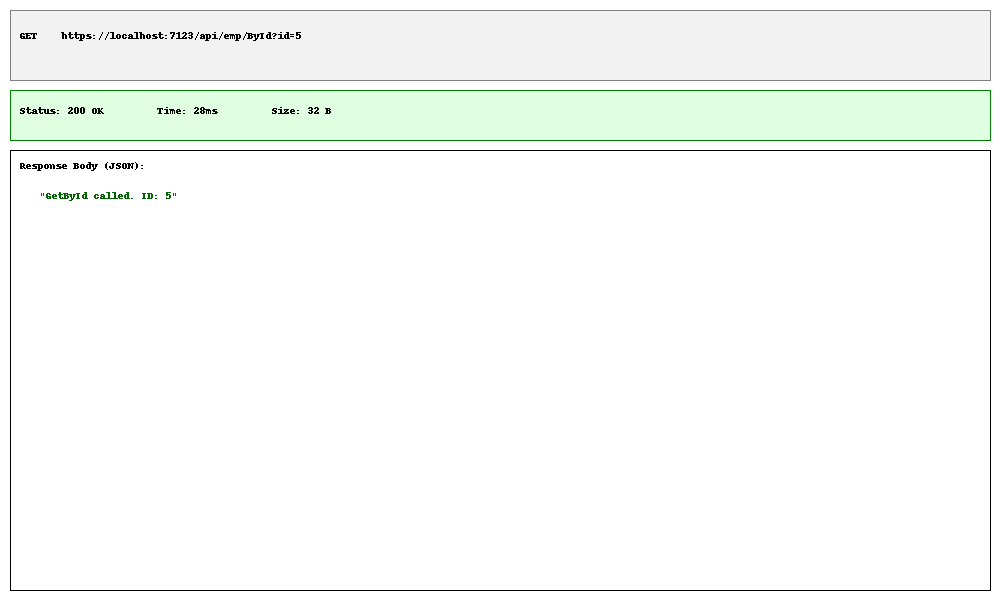 GET https://localhost:7123/api/emp/ById?id=5
Status: 200 OK Time: 28ms Size: 32 B
Response Body (JSON):
"GetById called. ID: 5"